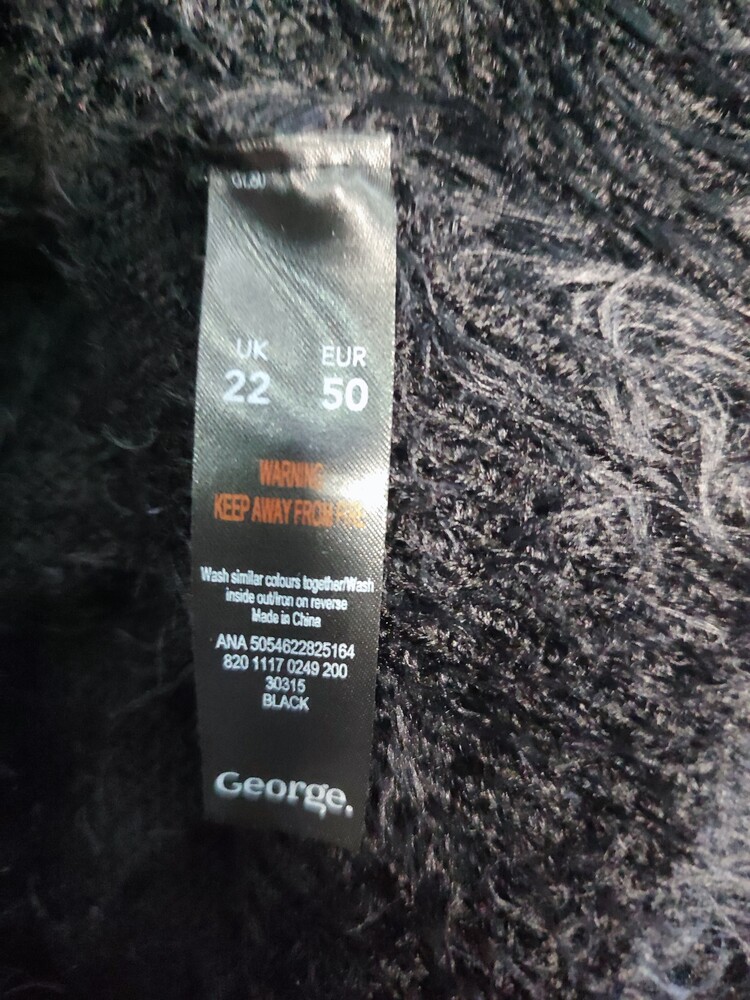 UK EUR
22 50
WARNING
KEEP AWAY FROM FIRE
Wash similar colours together/Wash
inside out/Iron on reverse
Made in China
ANA 5054622825164
820 1117 0249 200
30315
BLACK
George.